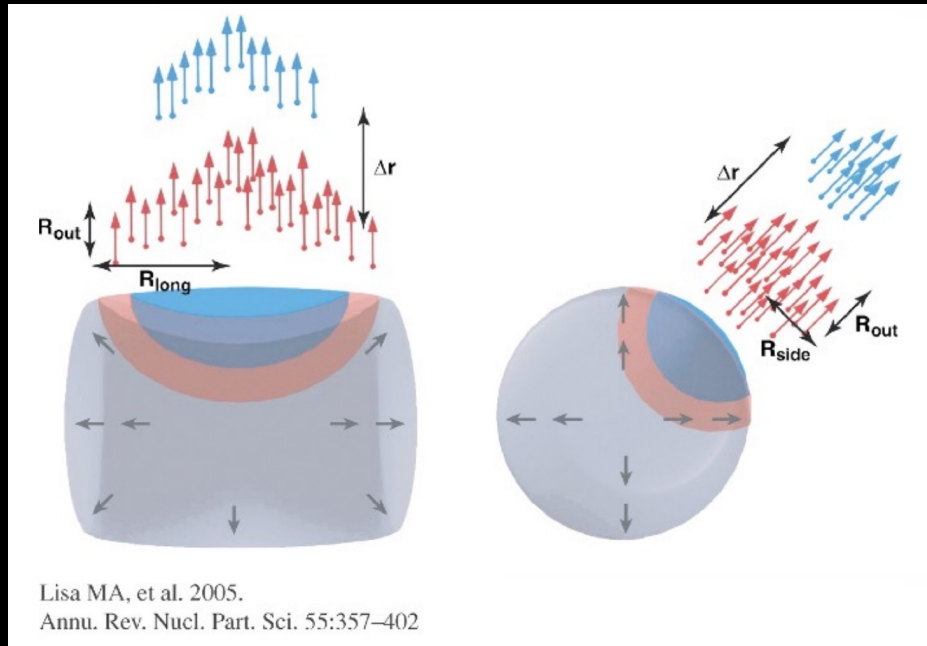 Δr
R_out
R_long
Δr
R_out
R_side
Lisa MA, et al. 2005.
Annu. Rev. Nucl. Part. Sci. 55:357–402